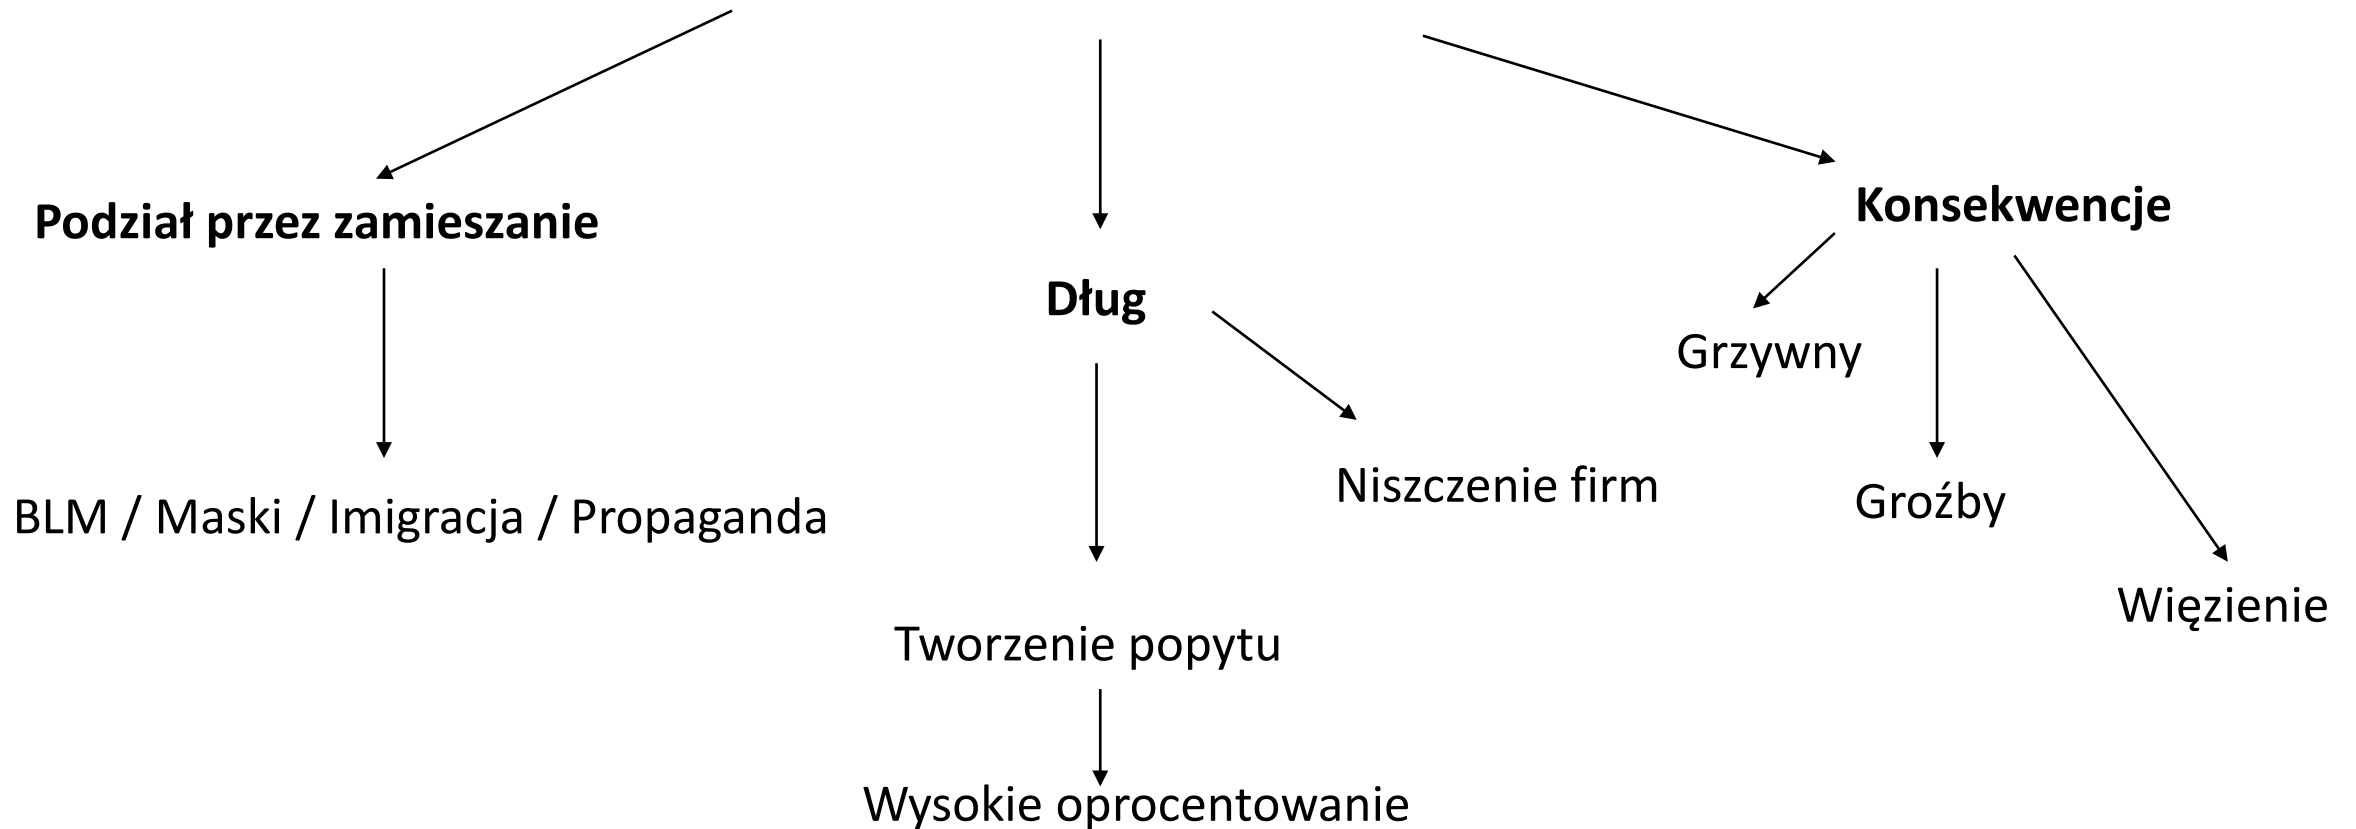 Podział przez zamieszanie
Konsekwencje
Dług
Grzywny
Niszczenie firm
Groźby
BLM / Maski / Imigracja / Propaganda
Więzienie
Tworzenie popytu
Wysokie oprocentowanie